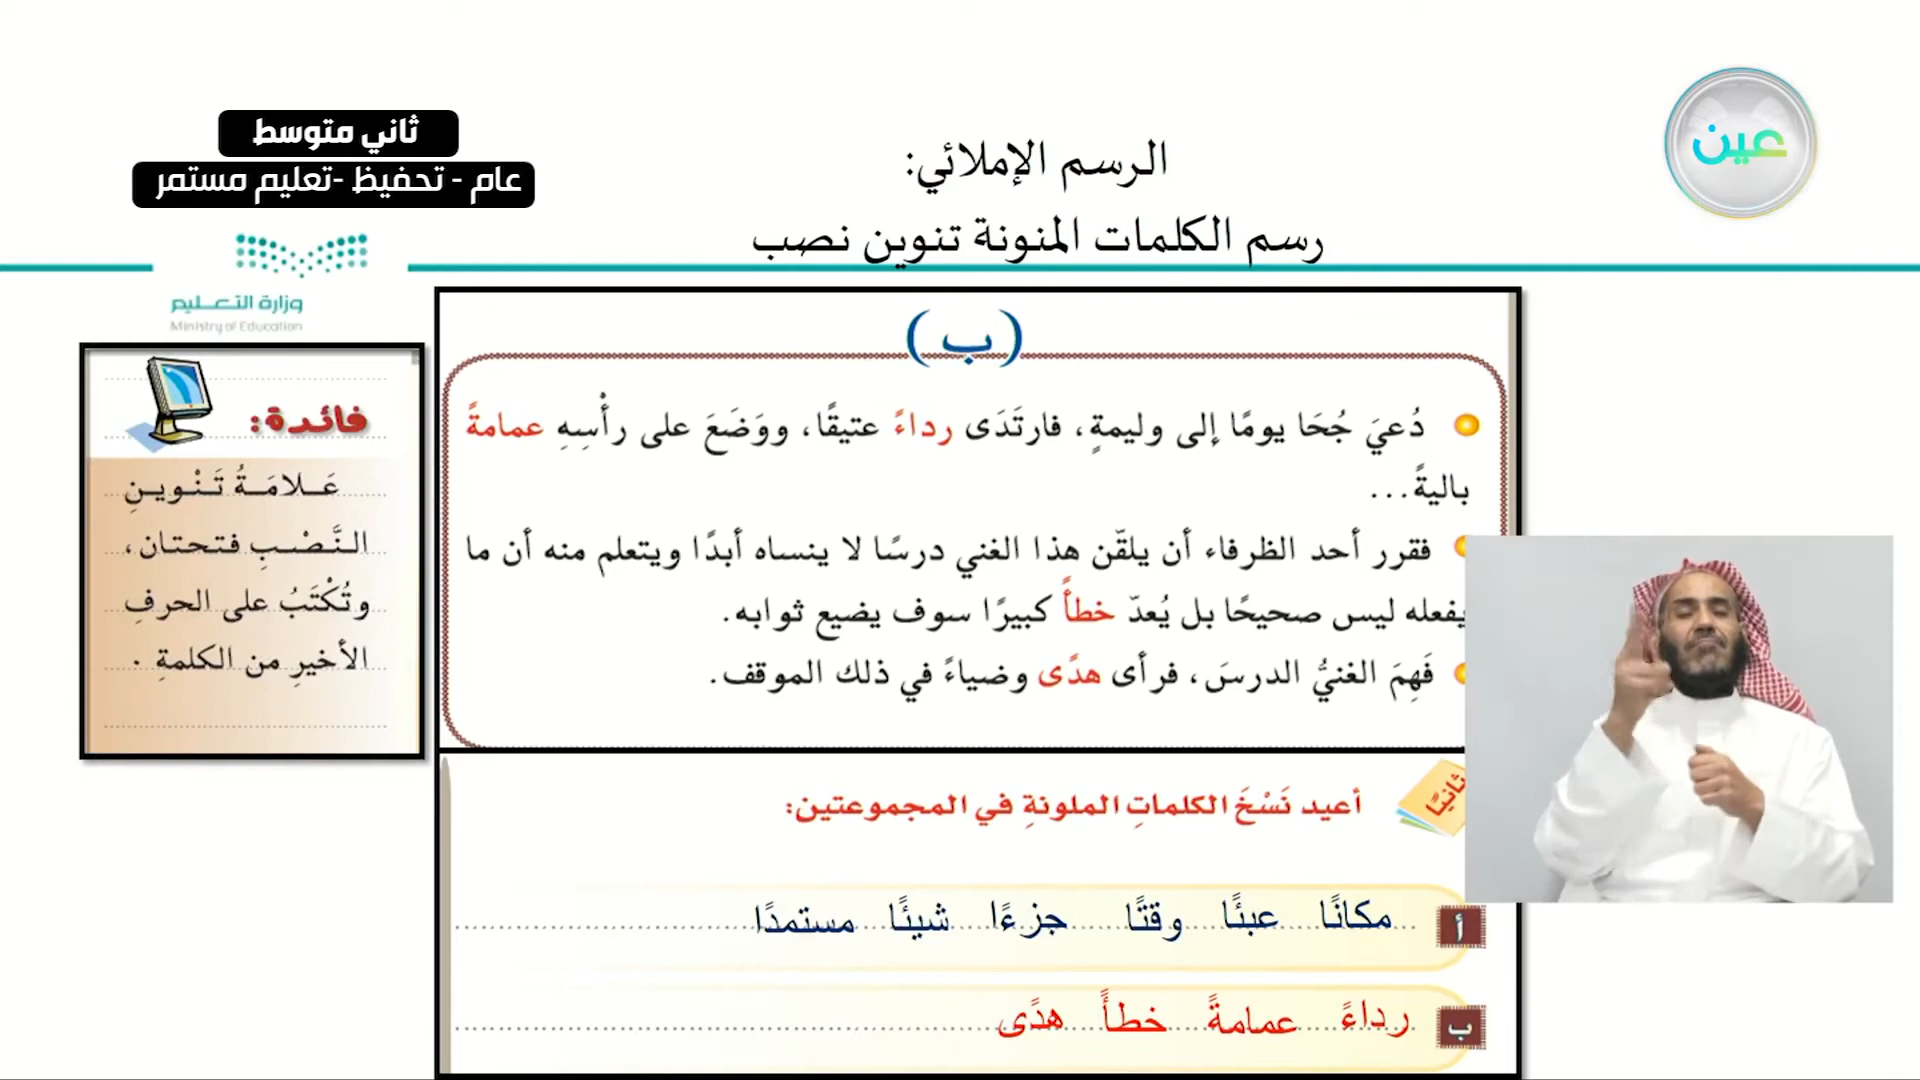 عين
ثاني متوسط
عام - تحفيظ -تعليم مستمر
الرسم الإملائي:
رسم الكلمات المنونة تنوين نصب
وزارة التعليم
Ministry of Education
(ب)
دُعيَ جُحَا يومًا إلى وليمةٍ، فارتَدَى رداءً عتيقًا، ووَضَعَ على رأْسِهِ عمامةً
باليةً...
فقرر أحد الظرفاء أن يلقّن هذا الغني درسًا لا ينساه أبدًا ويتعلم منه أن ما
يفعله ليس صحيحًا بل يُعدّ خطأً كبيرًا سوف يضيع ثوابه.
فَهِمَ الغنيُّ الدرسَ، فرأى هدًى وضياءً في ذلك الموقف.
فائدة:
عَلامَةُ تَنْوينِ
النَّصْبِ فتحتان،
وتُكْتَبُ على الحرفِ
الأخيرِ من الكلمةِ.
ثانيًا
أعيد نَسْخَ الكلماتِ الملونةِ في المجموعتين:
أ مكانًا عبئًا وقتًا جزءًا شيئًا مستمدًا
ب رداءً عمامةً خطأً هدًى